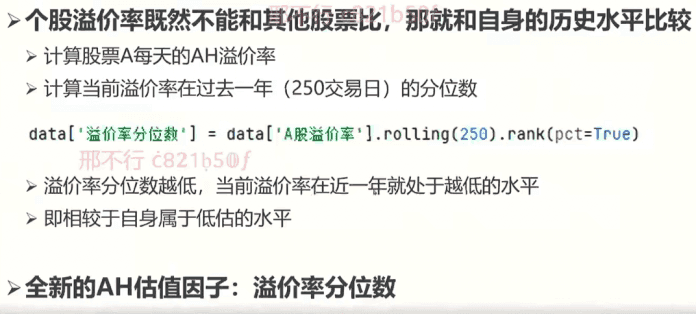 ➢个股溢价率既然不能和其他股票比，那就和自身的历史水平比较
➢计算股票A每天的AH溢价率
➢计算当前溢价率在过去一年（250交易日）的分位数
data['溢价率分位数'] = data['A股溢价率'].rolling(250).rank(pct=True)
邢不行
➢溢价率分位数越低，当前溢价率在近一年就处于越低的水平
➢即相较于自身属于低估的水平
➢全新的AH估值因子：溢价率分位数